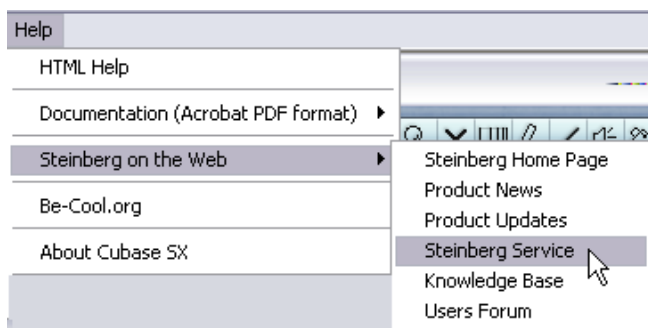 Help
HTML Help
Documentation (Acrobat PDF format)
Steinberg on the Web
Be-Cool.org
About Cubase SX
Steinberg Home Page
Product News
Product Updates
Steinberg Service
Knowledge Base
Users Forum